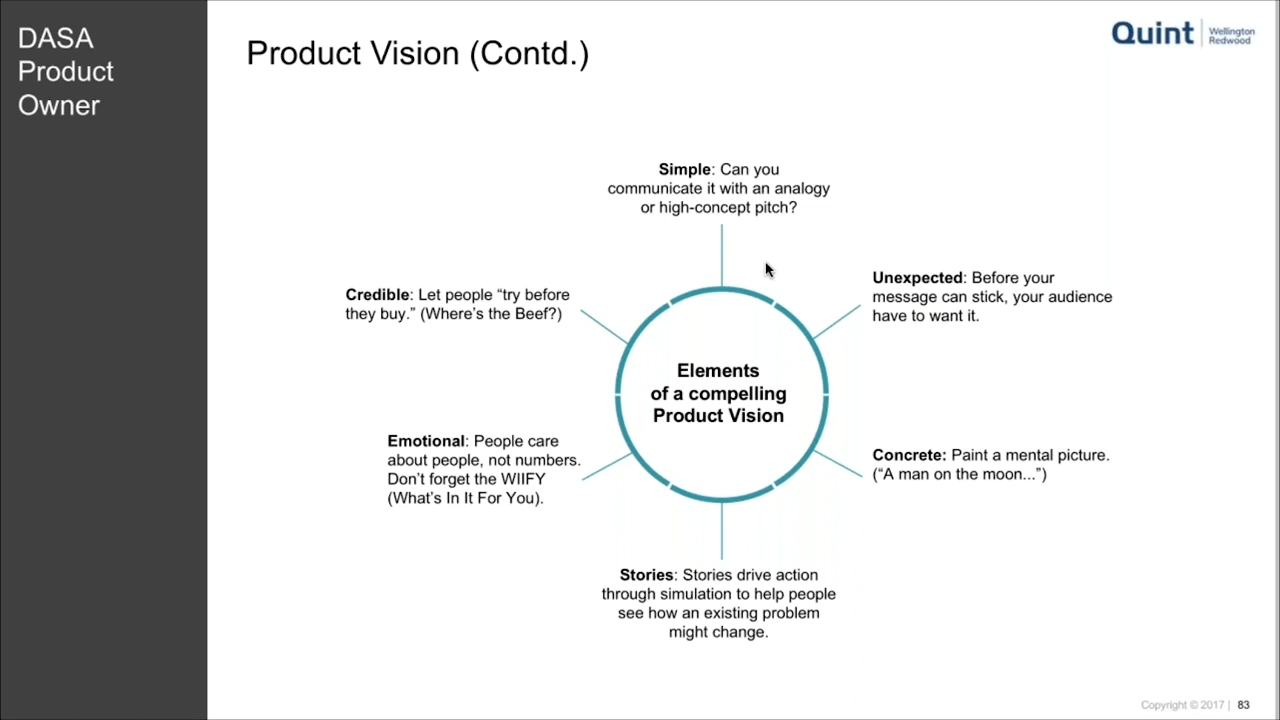 DASA
Product
Owner
Product Vision (Contd.)
Quint
Wellington
Redwood
Simple: Can you
communicate it with an analogy
or high-concept pitch?
Unexpected: Before your
message can stick, your audience
have to want it.
Credible: Let people “try before
they buy.” (Where’s the Beef?)
Elements
of a compelling
Product Vision
Concrete: Paint a mental picture.
(“A man on the moon...”)
Emotional: People care
about people, not numbers.
Don’t forget the WIIFY
(What’s In It For You).
Stories: Stories drive action
through simulation to help people
see how an existing problem
might change.
Copyright © 2017 | 83